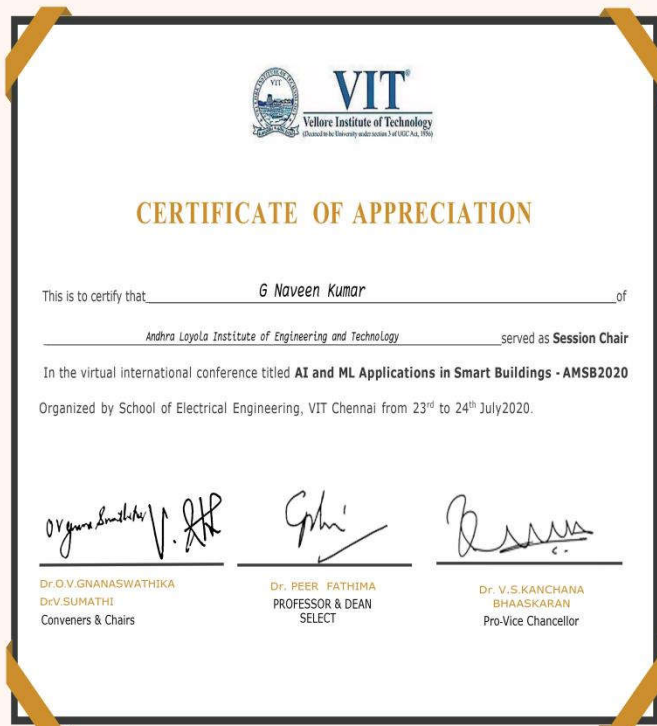 VIT
VIT®
Vellore Institute of Technology
(Deemed to be University under section 3 of UGC Act, 1956)
CERTIFICATE OF APPRECIATION
This is to certify that G Naveen Kumar of
Andhra Loyola Institute of Engineering and Technology served as Session Chair
In the virtual international conference titled AI and ML Applications in Smart Buildings - AMSB2020
Organized by School of Electrical Engineering, VIT Chennai from 23rd to 24th July2020.
Dr.O.V.GNANASWATHIKA
Dr.V.SUMATHI
Conveners & Chairs
Dr. PEER FATHIMA
PROFESSOR & DEAN
SELECT
Dr. V.S.KANCHANA
BHAASKARAN
Pro-Vice Chancellor